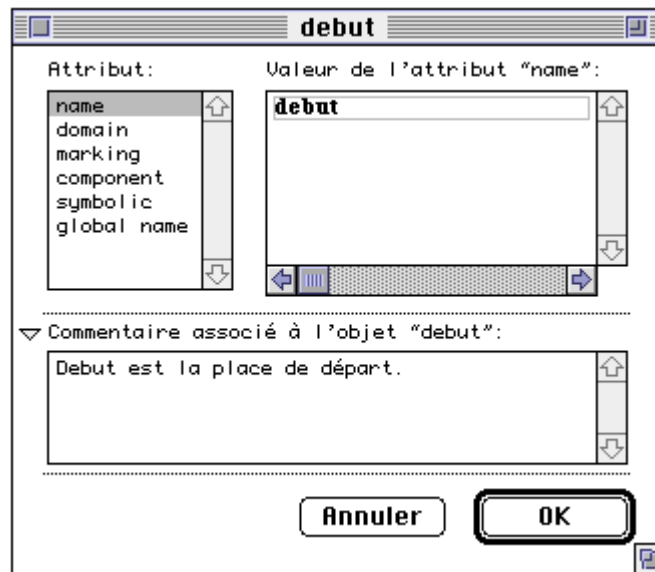 debut
Attribut:
Valeur de l'attribut “name”:
name
domain
marking
component
symbolic
global name
debut
Commentaire associé à l'objet “debut”:
Debut est la place de départ.
Annuler
OK